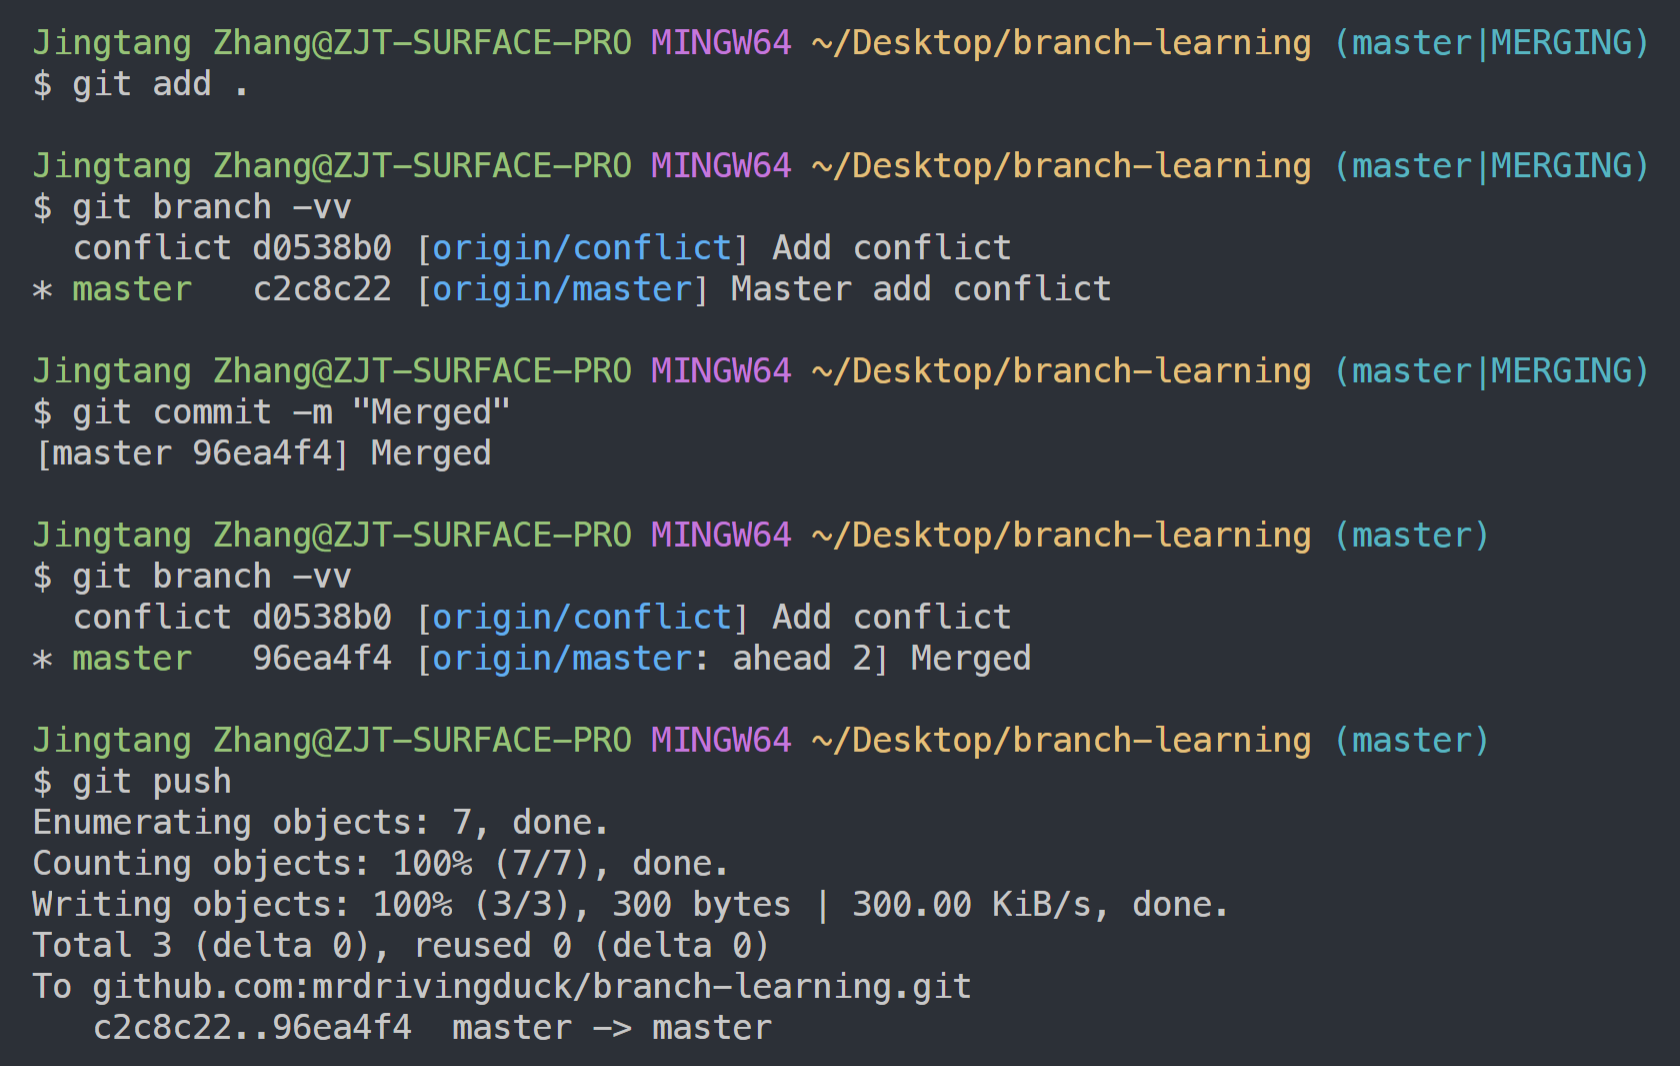 Jingtang Zhang@ZJT-SURFACE-PRO MINGW64 ~/Desktop/branch-learning (master|MERGING)
$ git add .

Jingtang Zhang@ZJT-SURFACE-PRO MINGW64 ~/Desktop/branch-learning (master|MERGING)
$ git branch -vv
  conflict d0538b0 [origin/conflict] Add conflict
* master   c2c8c22 [origin/master] Master add conflict

Jingtang Zhang@ZJT-SURFACE-PRO MINGW64 ~/Desktop/branch-learning (master|MERGING)
$ git commit -m "Merged"
[master 96ea4f4] Merged

Jingtang Zhang@ZJT-SURFACE-PRO MINGW64 ~/Desktop/branch-learning (master)
$ git branch -vv
  conflict d0538b0 [origin/conflict] Add conflict
* master   96ea4f4 [origin/master: ahead 2] Merged

Jingtang Zhang@ZJT-SURFACE-PRO MINGW64 ~/Desktop/branch-learning (master)
$ git push
Enumerating objects: 7, done.
Counting objects: 100% (7/7), done.
Writing objects: 100% (3/3), 300 bytes | 300.00 KiB/s, done.
Total 3 (delta 0), reused 0 (delta 0)
To github.com:mrdrivingduck/branch-learning.git
   c2c8c22..96ea4f4  master -> master